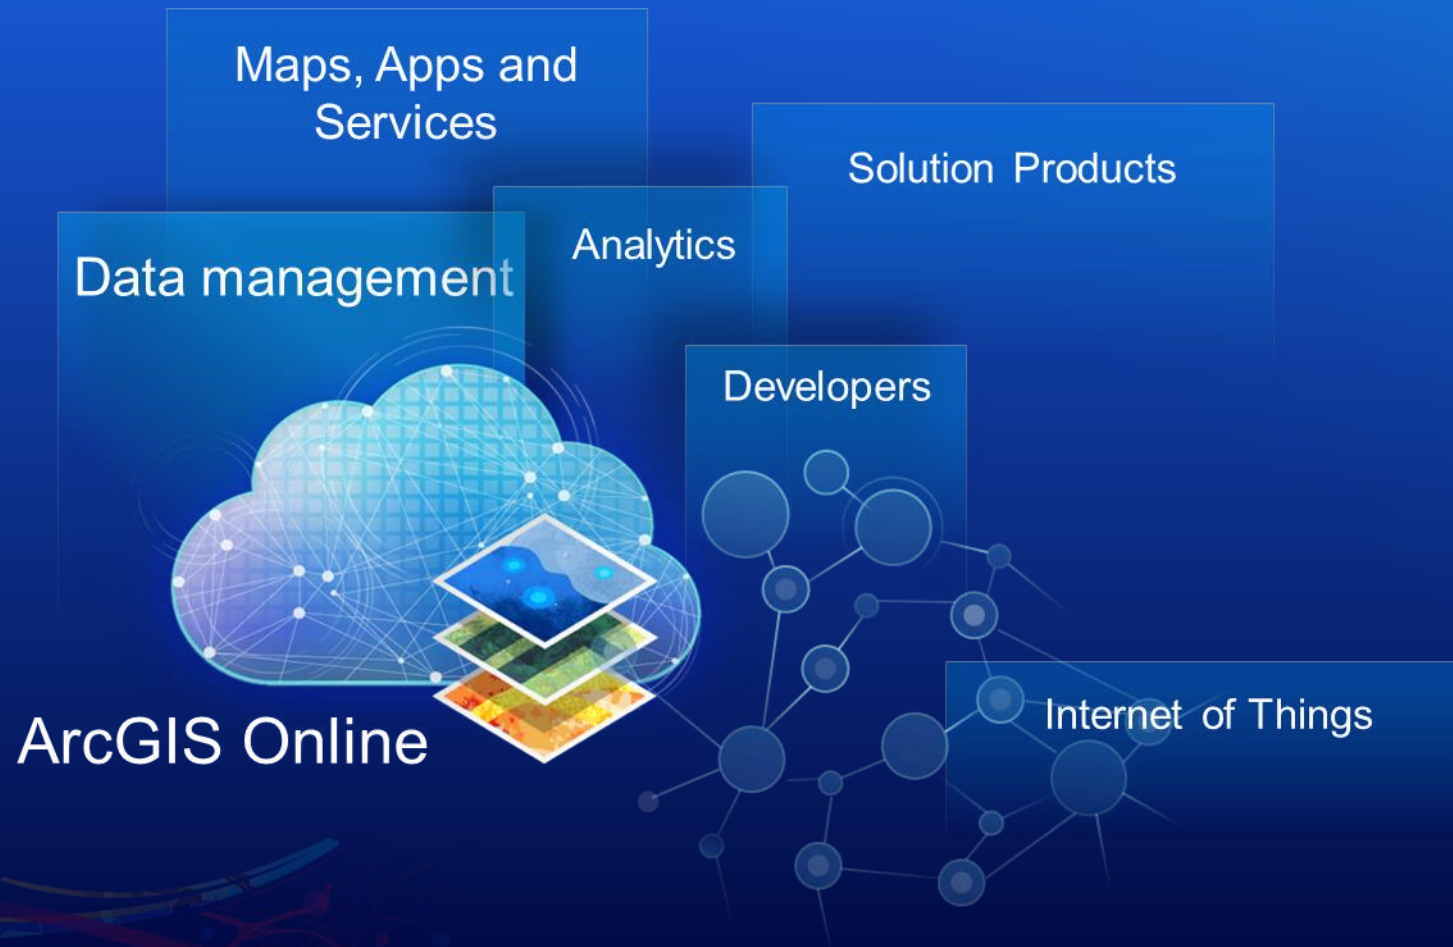 Maps, Apps and
Services
Solution Products
Analytics
Data management
Developers
Internet of Things
ArcGIS Online